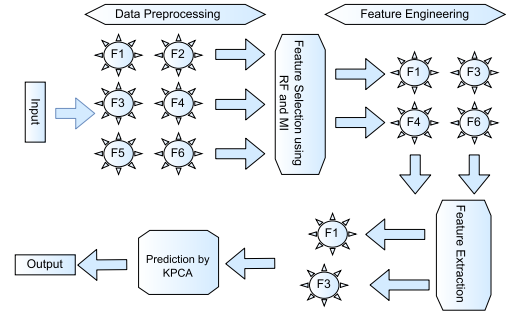 Data Preprocessing
Feature Engineering
F1
F2
F3
F4
F5
F6
Input
Feature Selection using
RF and MI
F1
F3
F4
F6
Feature Extraction
F1
F3
Prediction by
KPCA
Output